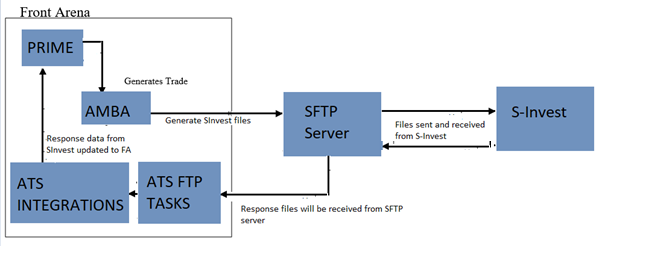 Front Arena
PRIME
Generates Trade
AMBA
Generate SInvest files
SFTP
Server
S-Invest
Files sent and received
from S-Invest
Response data from
SInvest updated to FA
ATS
INTEGRATIONS
ATS FTP
TASKS
Response files will be received from SFTP
server